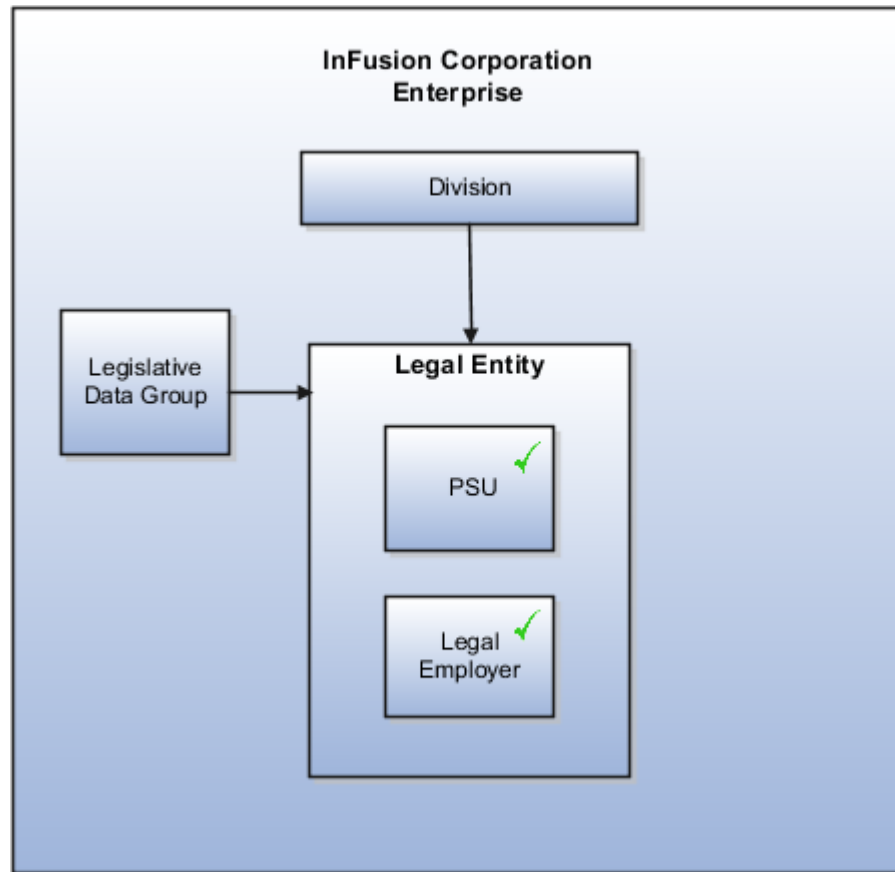 InFusion Corporation
Enterprise
Division
Legislative
Data Group
Legal Entity
PSU
Legal
Employer